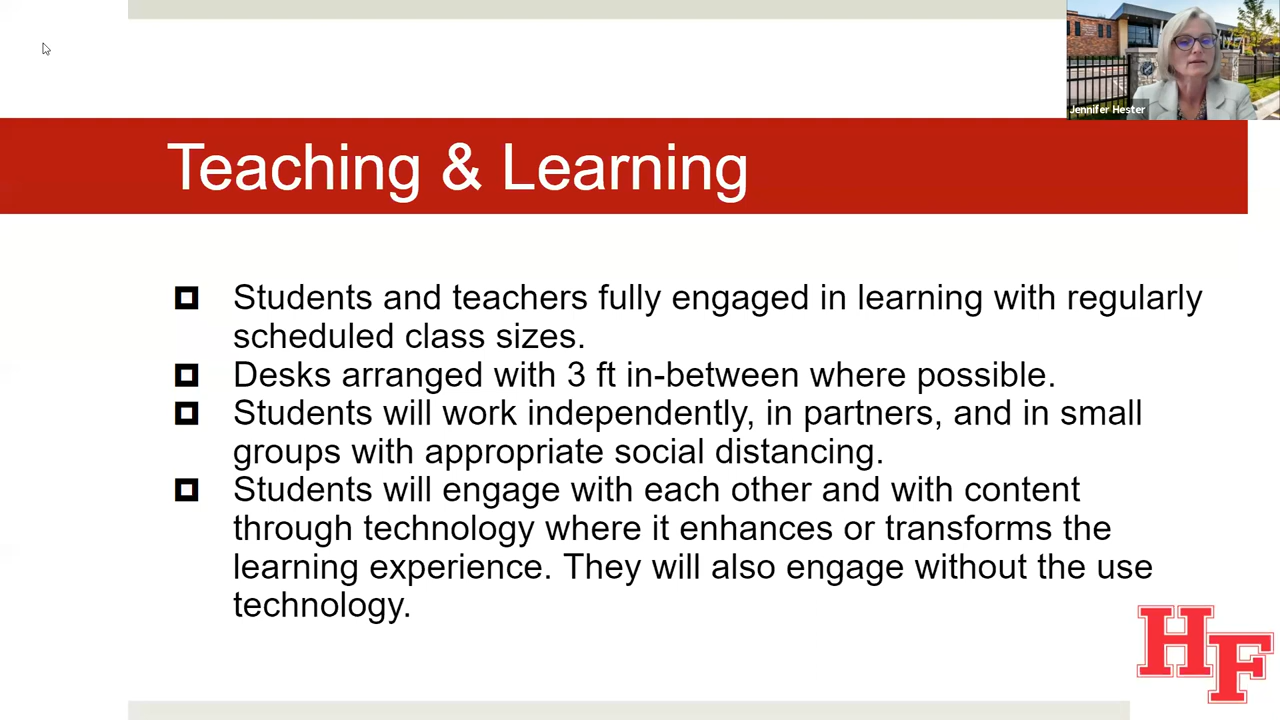 Jennifer Hester
Teaching & Learning
Students and teachers fully engaged in learning with regularly
scheduled class sizes.
Desks arranged with 3 ft in-between where possible.
Students will work independently, in partners, and in small
groups with appropriate social distancing.
Students will engage with each other and with content
through technology where it enhances or transforms the
learning experience. They will also engage without the use
technology.
HF